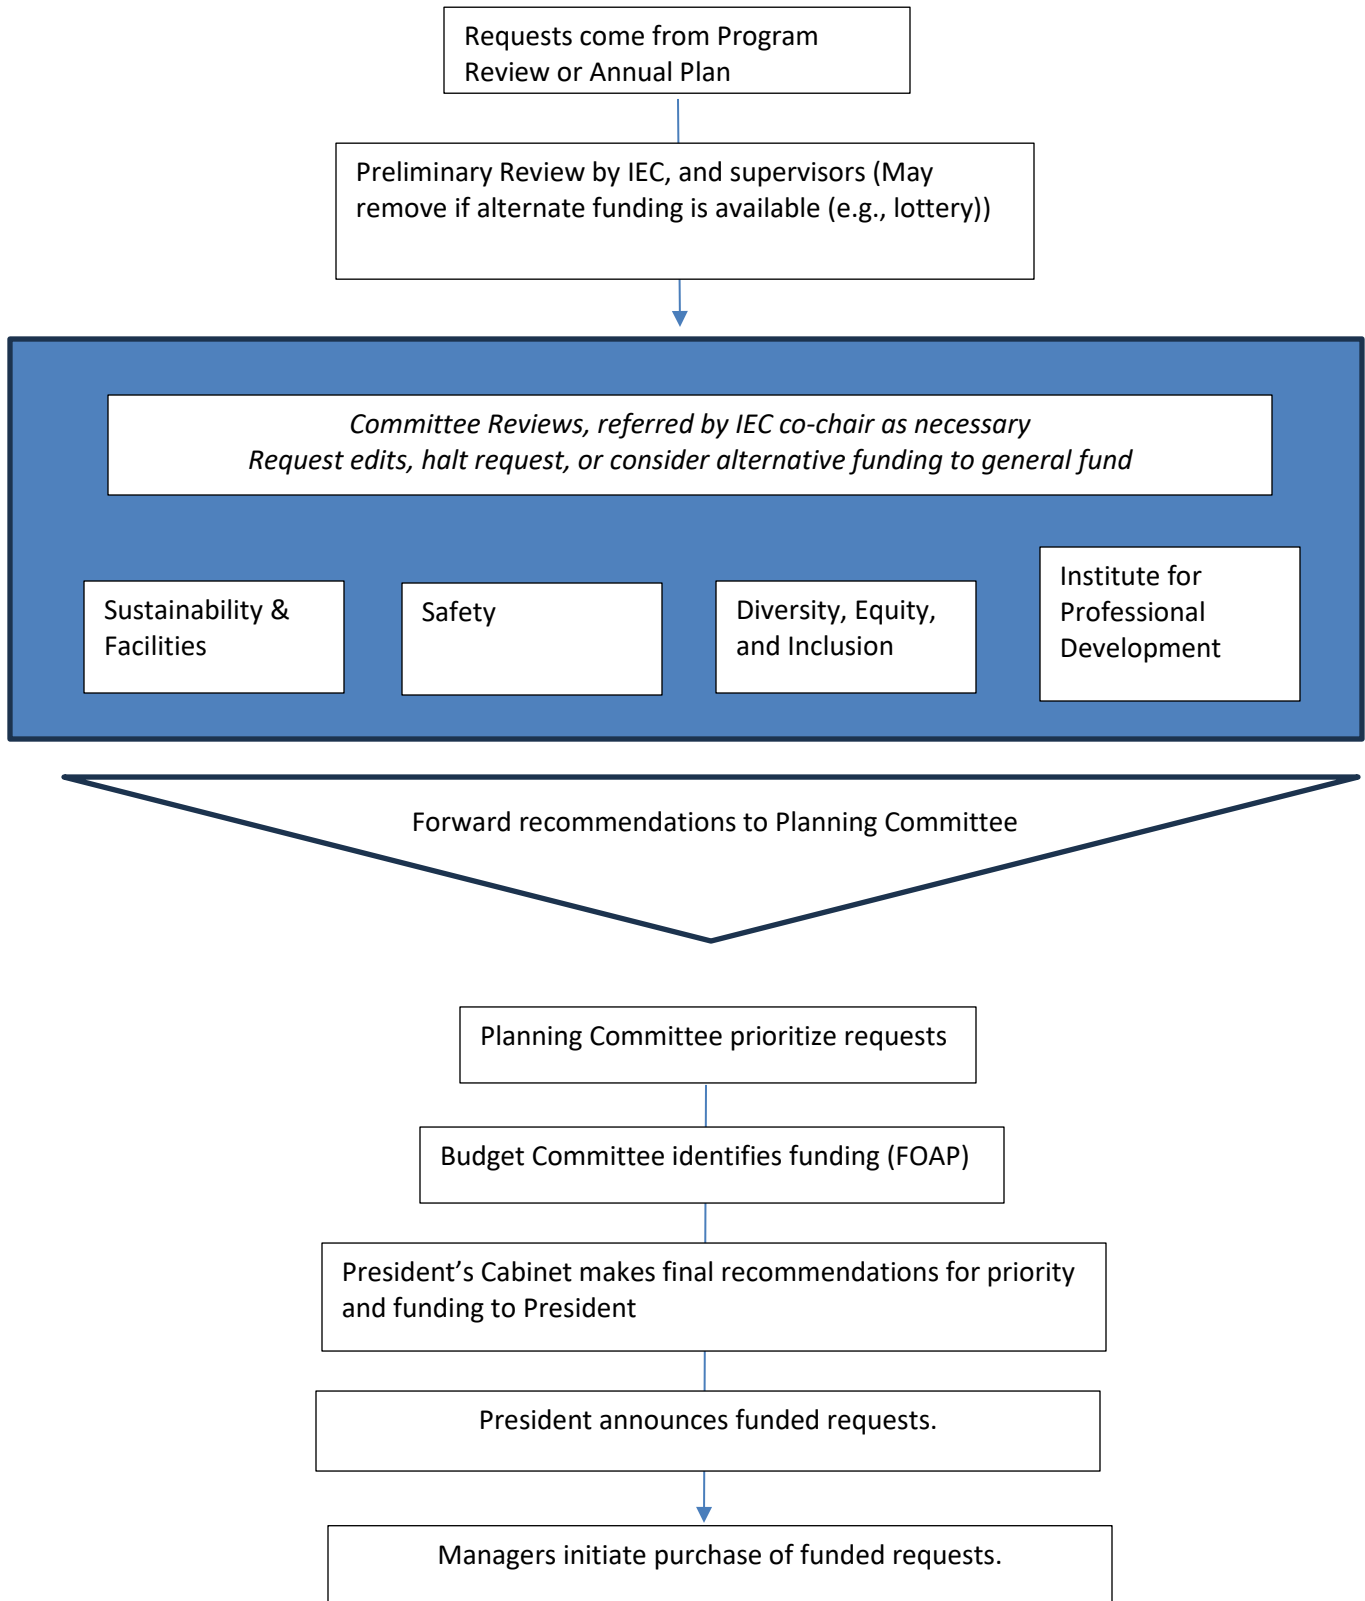 Requests come from Program
Review or Annual Plan
Preliminary Review by IEC, and supervisors (May
remove if alternate funding is available (e.g., lottery))
Committee Reviews, referred by IEC co-chair as necessary
Request edits, halt request, or consider alternative funding to general fund
Sustainability &
Facilities
Safety
Diversity, Equity,
and Inclusion
Institute for
Professional
Development
Forward recommendations to Planning Committee
Planning Committee prioritize requests
Budget Committee identifies funding (FOAP)
President’s Cabinet makes final recommendations for priority
and funding to President
President announces funded requests.
Managers initiate purchase of funded requests.